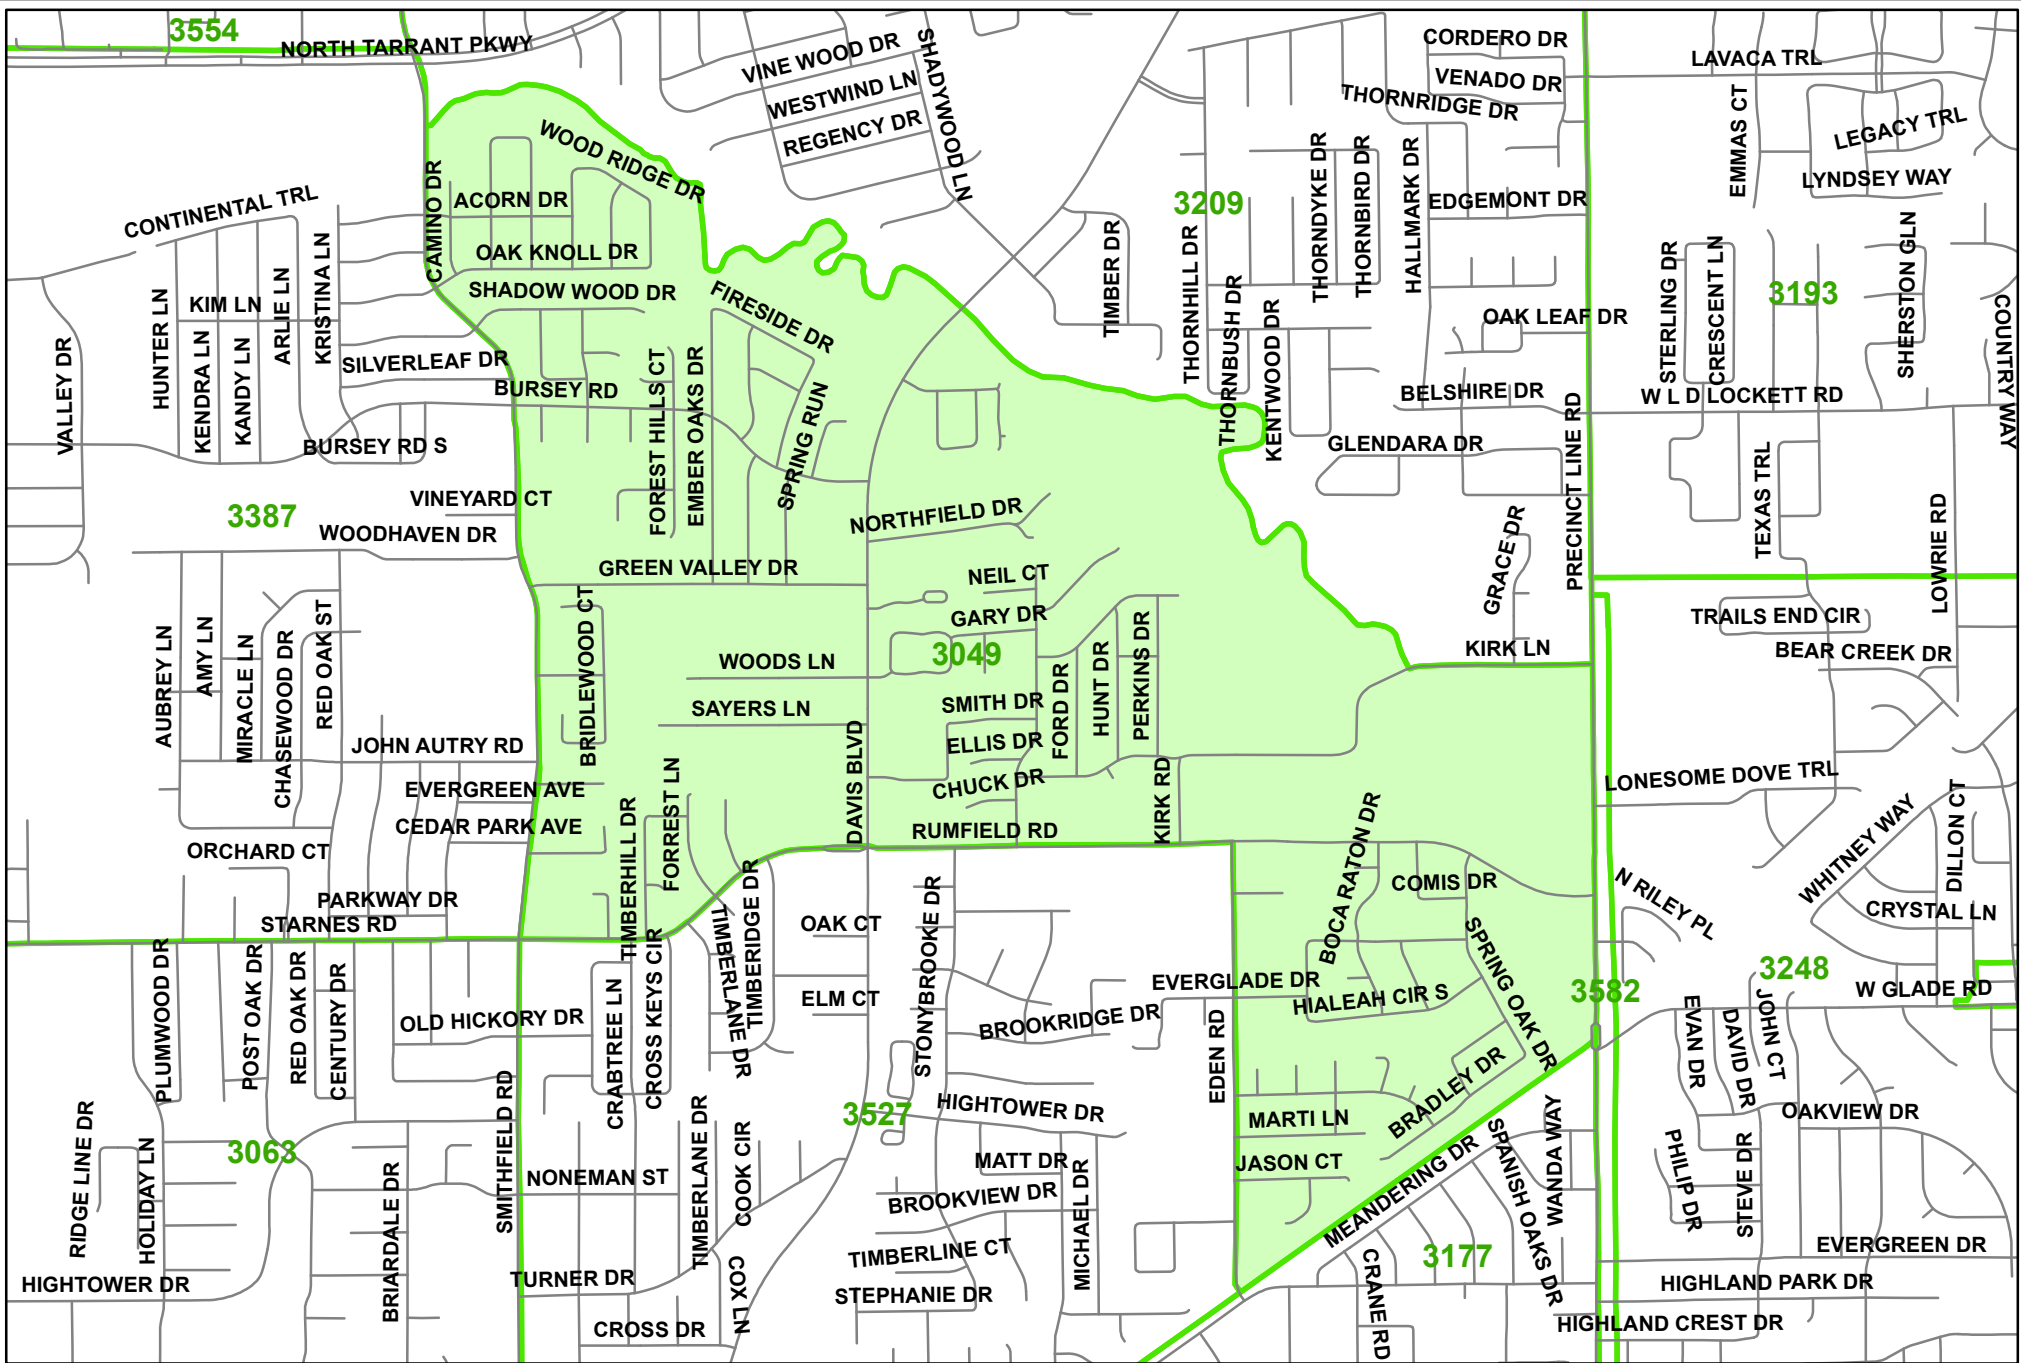 3554
NORTH TARRANT PKWY
VINE WOOD DR
SHADYWOOD LN
CORDERO DR
LAVACA TRL
WESTWIND LN
VENADO DR
REGENCY DR
THORNRIDGE DR
EMMAS CT
LEGACY TRL
WOOD RIDGE DR
CONTINENTAL TRL
CAMINO DR
ACORN DR
3209
THORNDYKE DR
THORNBIRD DR
HALLMARK DR
EDGEMONT DR
LYNDSEY WAY
OAK KNOLL DR
SHADOW WOOD DR
FIRESIDE DR
TIMBER DR
THORNHILL DR
THORNBUSH DR
KENTWOOD DR
OAK LEAF DR
STERLING DR
CRESCENT LN
3193
SHERSTON GLN
COUNTRY WAY
VALLEY DR
HUNTER LN
KIM LN
KENDRA LN
KANDY LN
ARLIE LN
KRISTINA LN
SILVERLEAF DR
BURSEY RD
BURSEY RD S
FOREST HILLS CT
EMBER OAKS DR
SPRING RUN
BELSHIRE DR
W L D LOCKETT RD
GLENDARA DR
PRECINCT LINE RD
TEXAS TRL
LOWRIE RD
3387
VINEYARD CT
WOODHAVEN DR
NORTHFIELD DR
GREEN VALLEY DR
NEIL CT
GRACE DR
GARY DR
TRAILS END CIR
AUBREY LN
AMY LN
MIRACLE LN
CHASEWOOD DR
RED OAK ST
BRIDLEWOOD CT
WOODS LN
3049
KIRK LN
BEAR CREEK DR
SAYERS LN
SMITH DR
FORD DR
HUNT DR
PERKINS DR
JOHN AUTRY RD
DAVIS BLVD
ELLIS DR
CHUCK DR
KIRK RD
LONESOME DOVE TRL
EVERGREEN AVE
CEDAR PARK AVE
TIMBERHILL DR
FORREST LN
RUMFIELD RD
BOCA RATON DR
WHITNEY WAY
DILLON CT
ORCHARD CT
PARKWAY DR
STARNES RD
TIMBERLANE DR
TIMBERIDGE DR
OAK CT
STONYBROOKE DR
COMIS DR
SPRING OAK DR
N RILEY PL
CRYSTAL LN
PLUMWOOD DR
POST OAK DR
RED OAK DR
CENTURY DR
OLD HICKORY DR
CRABTREE LN
CROSS KEYS CIR
ELM CT
BROOKRIDGE DR
EVERGLADE DR
HIALEAH CIR S
3582
3248
W GLADE RD
EVAN DR
DAVID DR
JOHN CT
EDEN RD
RIDGE LINE DR
HOLIDAY LN
3063
BRIARDALE DR
SMITHFIELD RD
NONEMAN ST
TIMBERLANE DR
COOK CIR
3527
HIGHTOWER DR
MATT DR
BROOKVIEW DR
MICHAEL DR
MARTI LN
BRADLEY DR
JASON CT
MEANDERING DR
SPANISH OAKS DR
WANDA WAY
OAKVIEW DR
PHILIP DR
STEVE DR
TIMBERLINE CT
3177
EVERGREEN DR
HIGHTOWER DR
TURNER DR
COX LN
STEPHANIE DR
CRANE RD
HIGHLAND PARK DR
CROSS DR
HIGHLAND CREST DR